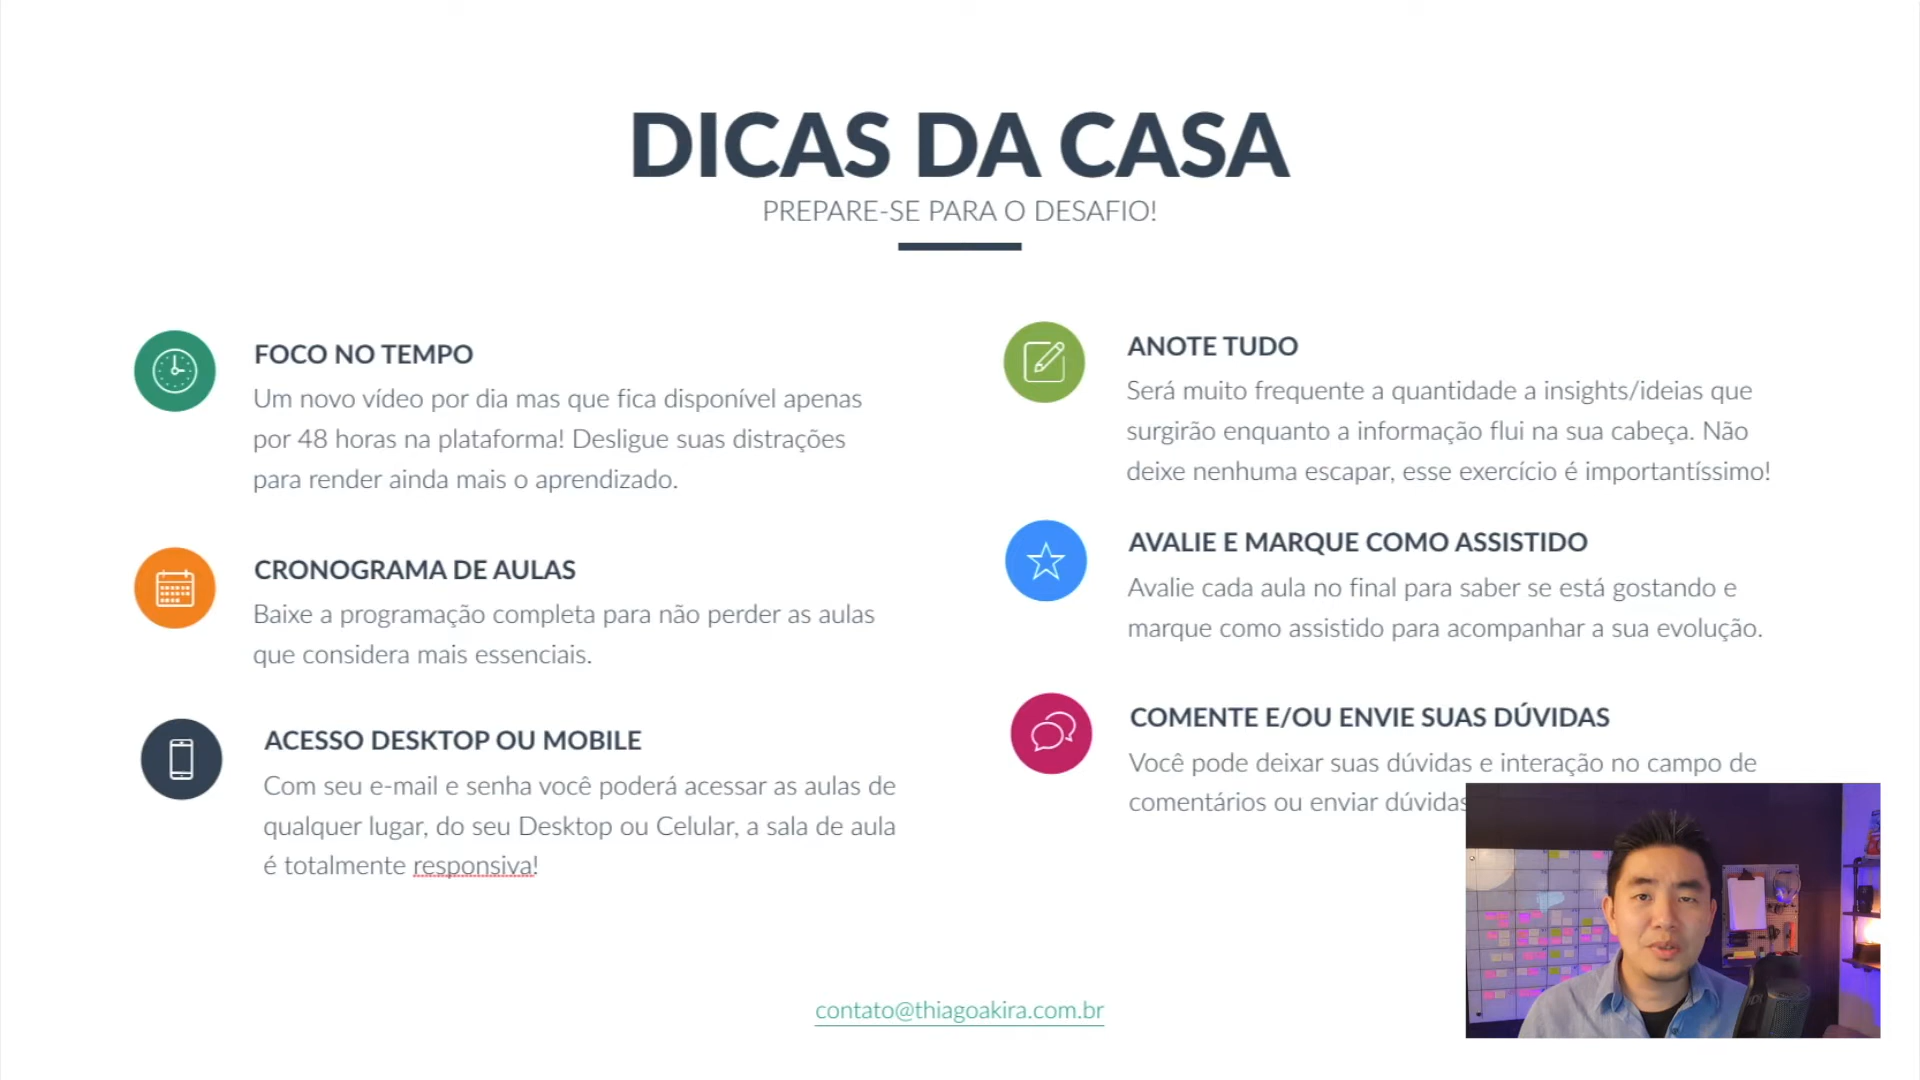 DICAS DA CASA
PREPARE-SE PARA O DESAFIO!
FOCO NO TEMPO
Um novo vídeo por dia mas que fica disponível apenas
por 48 horas na plataforma! Desligue suas distrações
para render ainda mais o aprendizado.
CRONOGRAMA DE AULAS
Baixe a programação completa para não perder as aulas
que considera mais essenciais.
ACESSO DESKTOP OU MOBILE
Com seu e-mail e senha você poderá acessar as aulas de
qualquer lugar, do seu Desktop ou Celular, a sala de aula
é totalmente responsiva!
ANOTE TUDO
Será muito frequente a quantidade a insights/ideias que
surgirão enquanto a informação flui na sua cabeça. Não
deixe nenhuma escapar, esse exercício é importantíssimo!
AVALIE E MARQUE COMO ASSISTIDO
Avalie cada aula no final para saber se está gostando e
marque como assistido para acompanhar a sua evolução.
COMENTE E/OU ENVIE SUAS DÚVIDAS
Você pode deixar suas dúvidas e interação no campo de
comentários ou enviar dúvidas
contato@thiagoakira.com.br